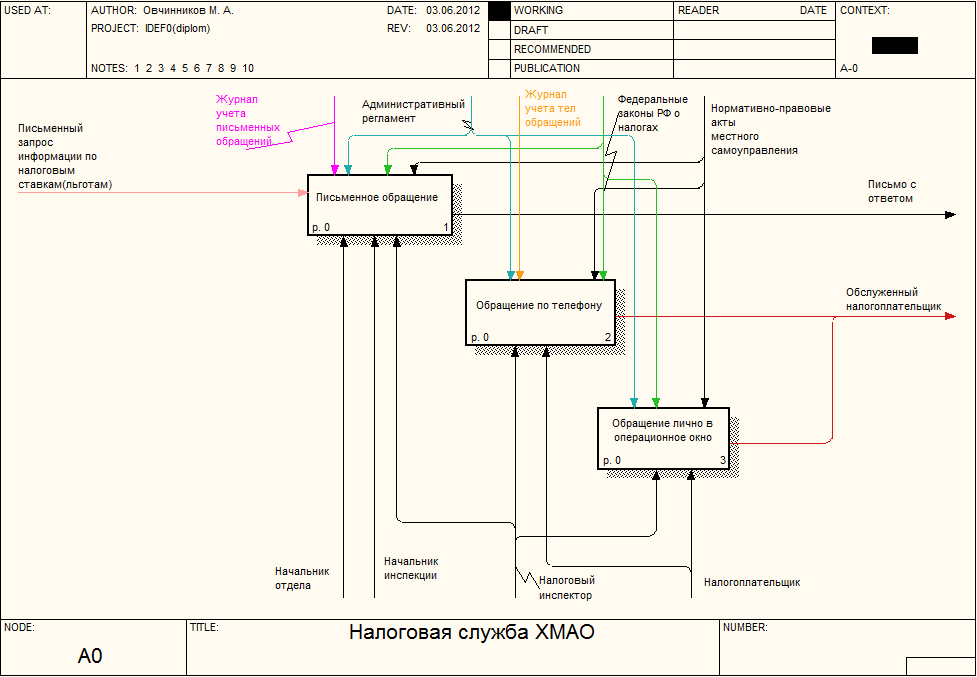 USED AT:
AUTHOR: Овчинников М. А.
DATE: 03.06.2012
PROJECT: IDEF0(diplom)
REV: 03.06.2012
NOTES: 1 2 3 4 5 6 7 8 9 10
WORKING
DRAFT
RECOMMENDED
PUBLICATION
READER
DATE
CONTEXT:
A-0
Письменный
запрос
информации по
налоговым
ставкам(льготам)
Журнал
учета
письменных
обращений
Административный
регламент
Журнал
учета тел
обращений
Федеральные
законы РФ о
налогах
Нормативно-правовые
акты
местного
самоуправления
Письменное обращение
р. 0
1
Письмо с
ответом
Обращение по телефону
р. 0
2
Обслуженный
налогоплательщик
Обращение лично в
операционное окно
р. 0
3
Начальник
отдела
Начальник
инспекции
Налоговый
инспектор
Налогоплательщик
NODE:
A0
TITLE:
Налоговая служба ХМАО
NUMBER: